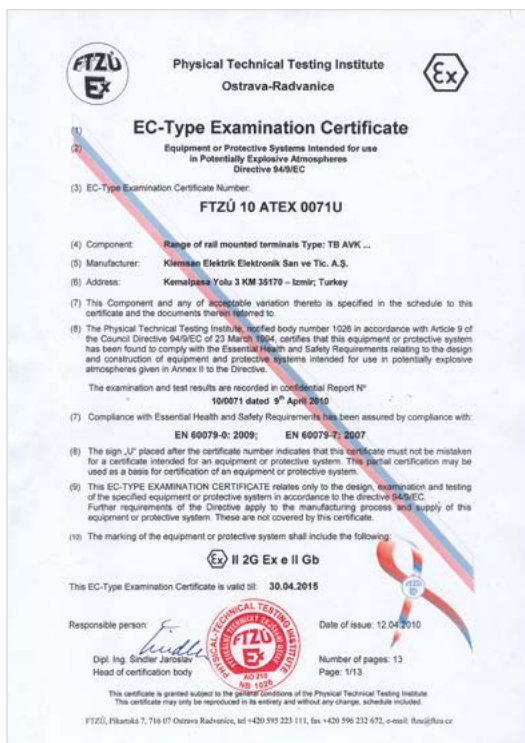 FTZÚ
Ex
Physical Technical Testing Institute
Ostrava-Radvanice
Ex
(1) EC-Type Examination Certificate
(2) Equipment or Protective Systems Intended for use
in Potentially Explosive Atmospheres
Directive 94/9/EC
(3) EC-Type Examination Certificate Number:
FTZÚ 10 ATEX 0071U
(4) Component: Range of rail mounted terminals Type: TB AVK ...
(5) Manufacturer: Klemsan Elektrik Elektronik San ve Tic. A.Ş.
(6) Address: Kemalpasa Yolu 3 KM 35170 – Izmir; Turkey
(7) This Component and any of acceptable variation thereto is specified in the schedule to this
certificate and the documents therein referred to.
(8) The Physical Technical Testing Institute, notified body number 1026 in accordance with Article 9 of
the Council Directive 94/9/EC of 23 March 1994, certifies that this equipment or protective system
has been found to comply with the Essential Health and Safety Requirements relating to the design
and construction of equipment and protective systems intended for use in potentially explosive
atmospheres given in Annex II to the Directive.
The examination and test results are recorded in confidential Report N°
10/0071 dated 9th April 2010
(7) Compliance with Essential Health and Safety Requirements has been assured by compliance with:
EN 60079-0: 2009; EN 60079-7: 2007
(8) The sign „U" placed after the certificate number indicates that this certificate must not be mistaken
for a certificate intended for an equipment or protective system. This partial certification may be
used as a basis for certification of an equipment or protective system.
(9) This EC-TYPE EXAMINATION CERTIFICATE relates only to the design, examination and testing
of the specified equipment or protective system in accordance to the directive 94/9/EC.
Further requirements of the Directive apply to the manufacturing process and supply of this
equipment or protective system. These are not covered by this certificate.
(10) The marking of the equipment or protective system shall include the following:
Ex II 2G Ex e II Gb
This EC-Type Examination Certificate is valid till: 30.04.2015
Responsible person:
Date of issue: 12.04.2010
Dipl. Ing. Sindler Jaroslav
Head of certification body
PHYSICAL-TECHNICAL TESTING INSTITUTE
FTZÚ
Ex
AO 210
NB 1026
Number of pages: 13
Page: 1/13
This certificate is granted subject to the general conditions of the Physical Technical Testing Institute.
This certificate may only be reproduced in its entirety and without any change, schedule included.
FTZÚ, Pikartská 7, 716 07 Ostrava Radvanice, tel +420 595 223 111, fax +420 596 232 672, e-mail: ftzu@ftzu.cz